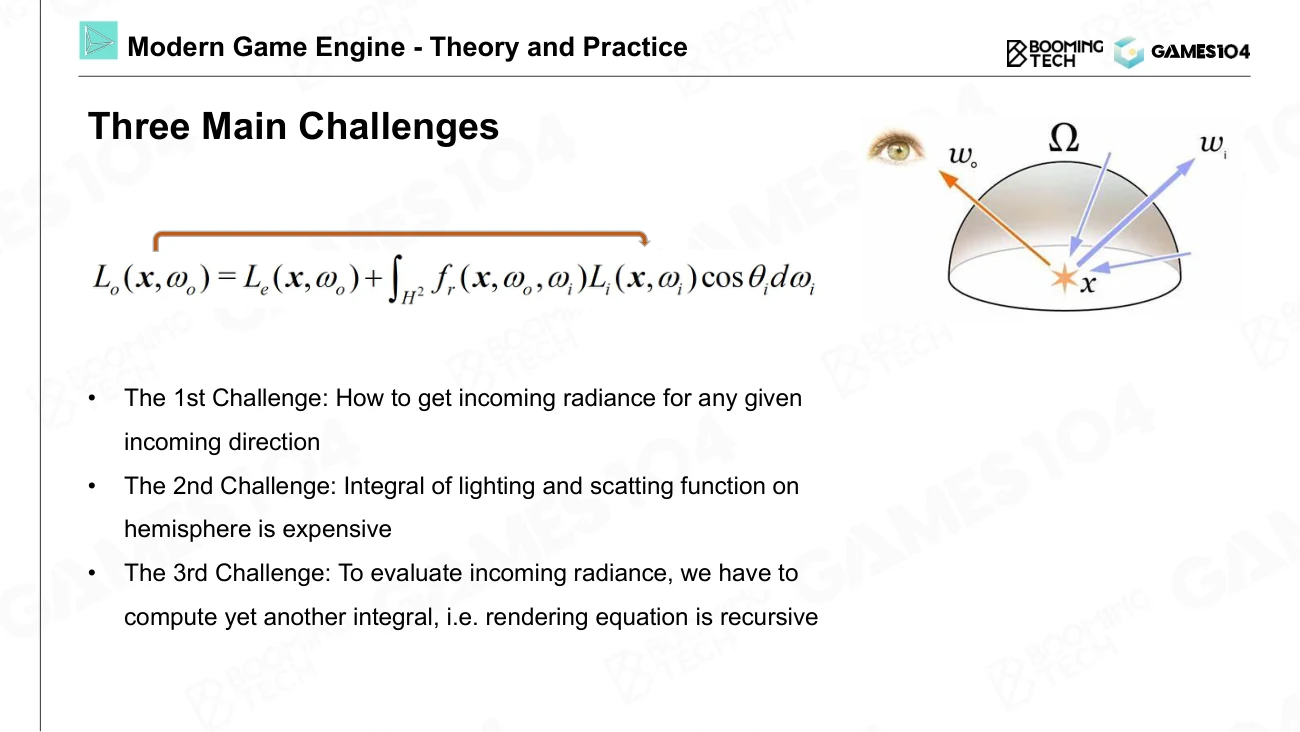 Modern Game Engine - Theory and Practice
BOOMING
TECH
GAMES104
Three Main Challenges
Ω
wₒ
wᵢ
x
Lₒ(x,ωₒ) = Lₑ(x,ωₒ) + ∫_{H²} fᵣ(x,ωₒ,ωᵢ)Lᵢ(x,ωᵢ)cosθᵢdωᵢ
• The 1st Challenge: How to get incoming radiance for any given
incoming direction
• The 2nd Challenge: Integral of lighting and scatting function on
hemisphere is expensive
• The 3rd Challenge: To evaluate incoming radiance, we have to
compute yet another integral, i.e. rendering equation is recursive